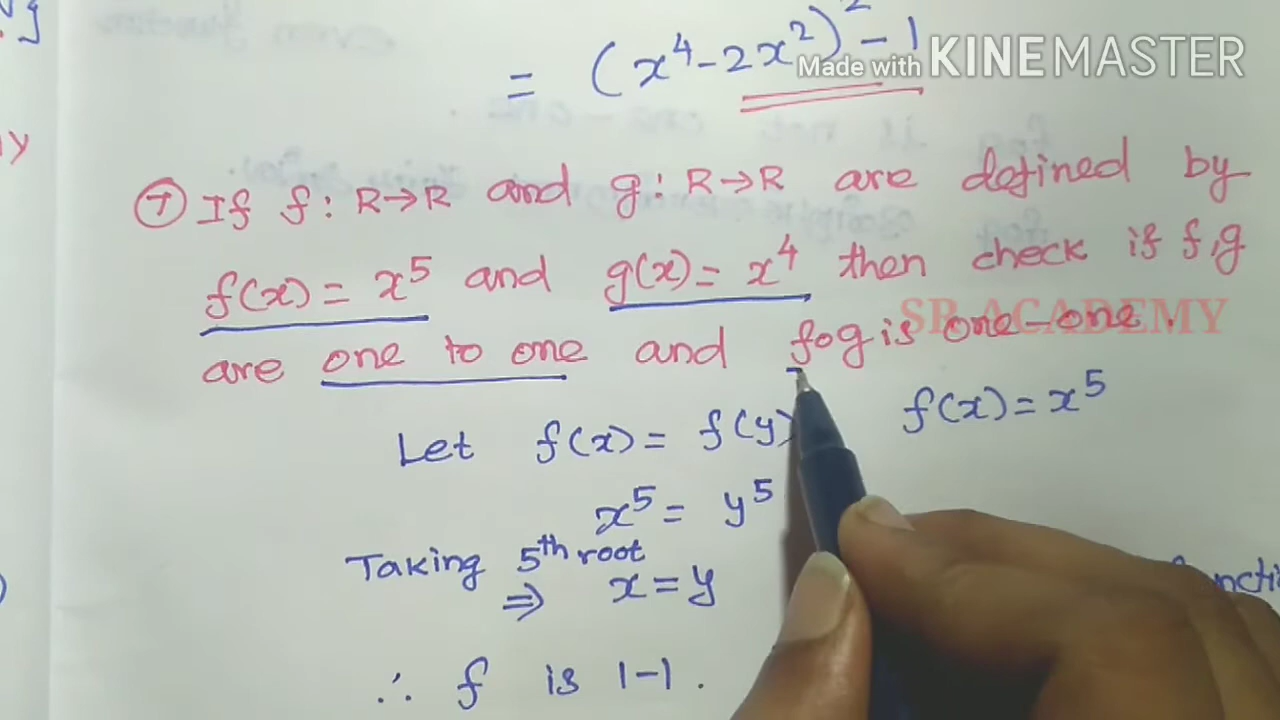 = (x⁴-2x²)² - 1
Made with KINEMASTER
⑦ If f: R→R and g: R→R are defined by
f(x) = x⁵ and g(x) = x⁴ then check if f,g
SR ACADEMY
are one to one and fog is one-one.
Let f(x) = f(y) f(x) = x⁵
x⁵ = y⁵
Taking 5th root
⇒ x = y
∴ f is 1-1.